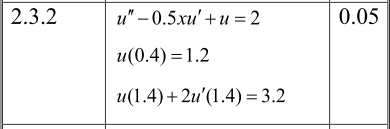 2.3.2 u″ − 0.5xu′ + u = 2 0.05
u(0.4) = 1.2
u(1.4) + 2u′(1.4) = 3.2